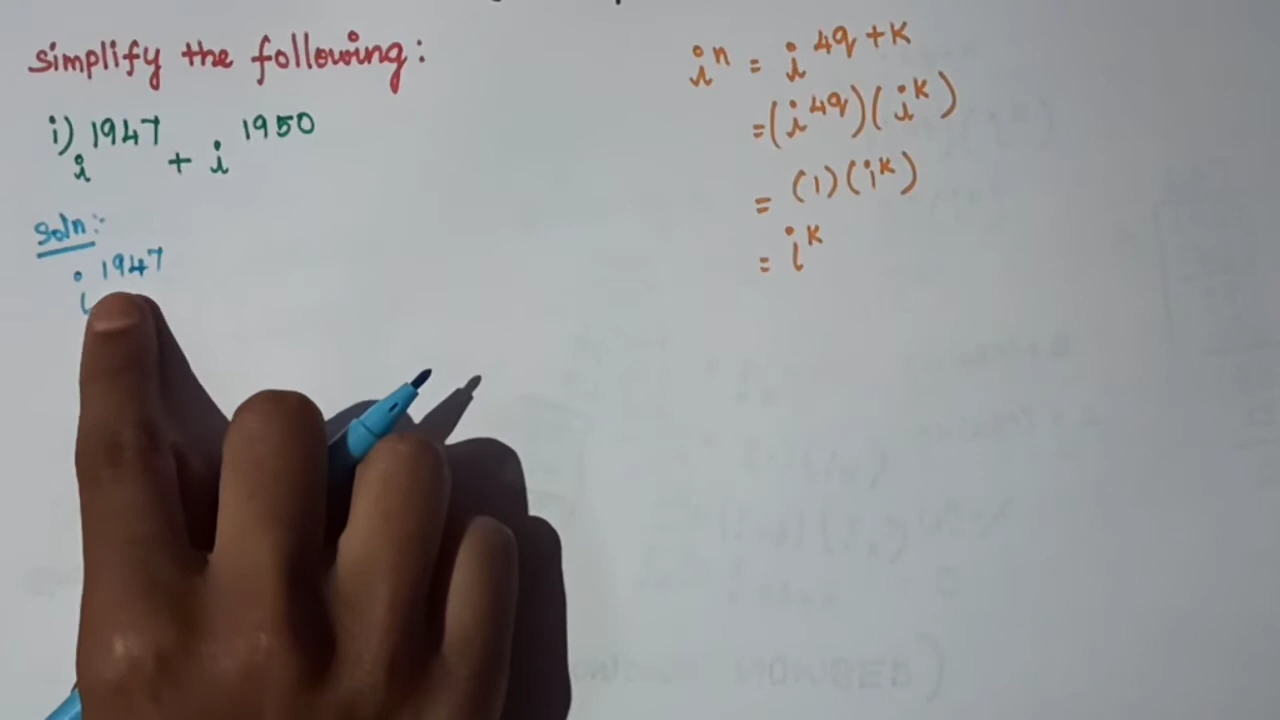 Simplify the following:
i) i^1947 + i^1950
Soln:-
i^1947
i^n = i^4q+k
=(i^4q)(i^k)
= (1)(i^k)
= i^k